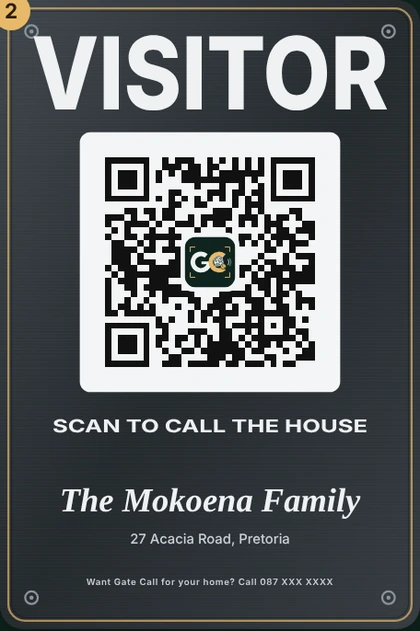 2
VISITOR
GC
SCAN TO CALL THE HOUSE
The Mokoena Family
27 Acacia Road, Pretoria
Want Gate Call for your home? Call 087 XXX XXXX